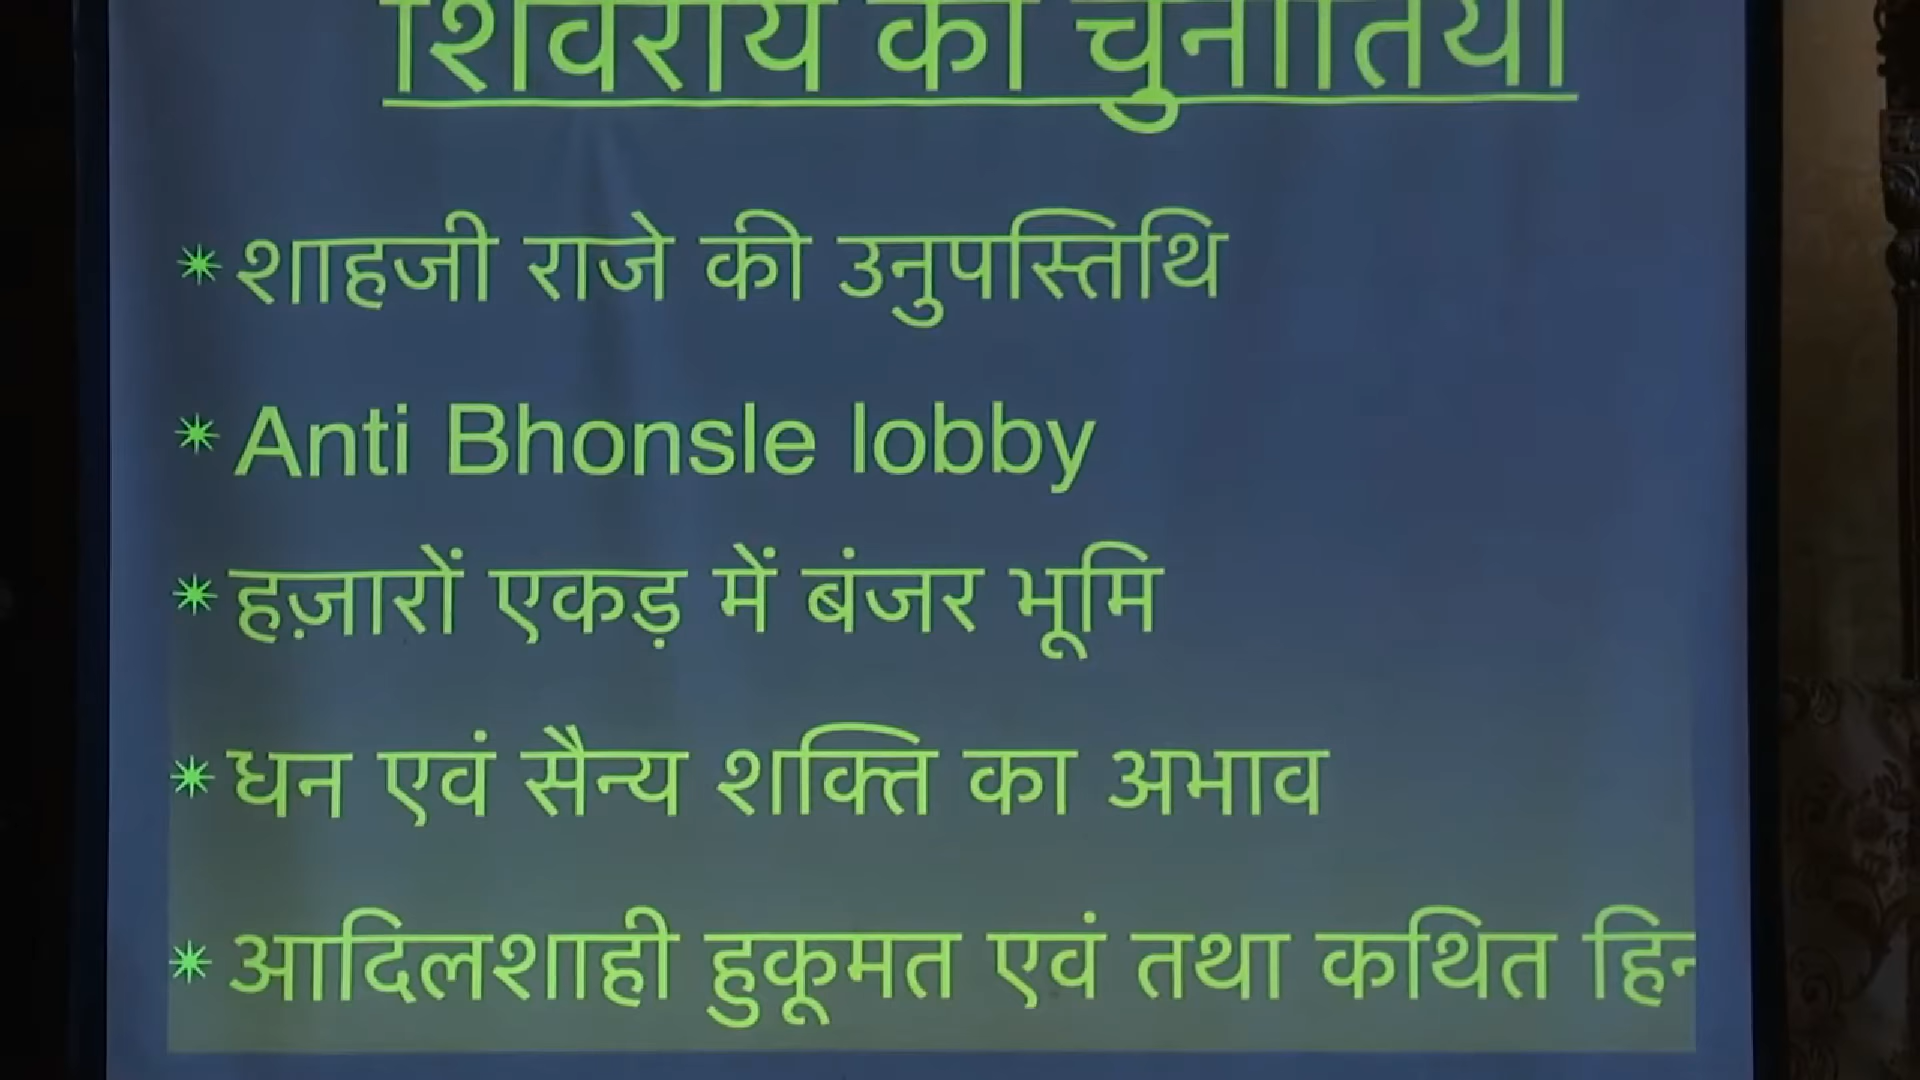 शिवराय की चुनौतियाँ
शाहजी राजे की उनुपस्तिथि
Anti Bhonsle lobby
हज़ारों एकड़ में बंजर भूमि
धन एवं सैन्य शक्ति का अभाव
आदिलशाही हुकूमत एवं तथा कथित